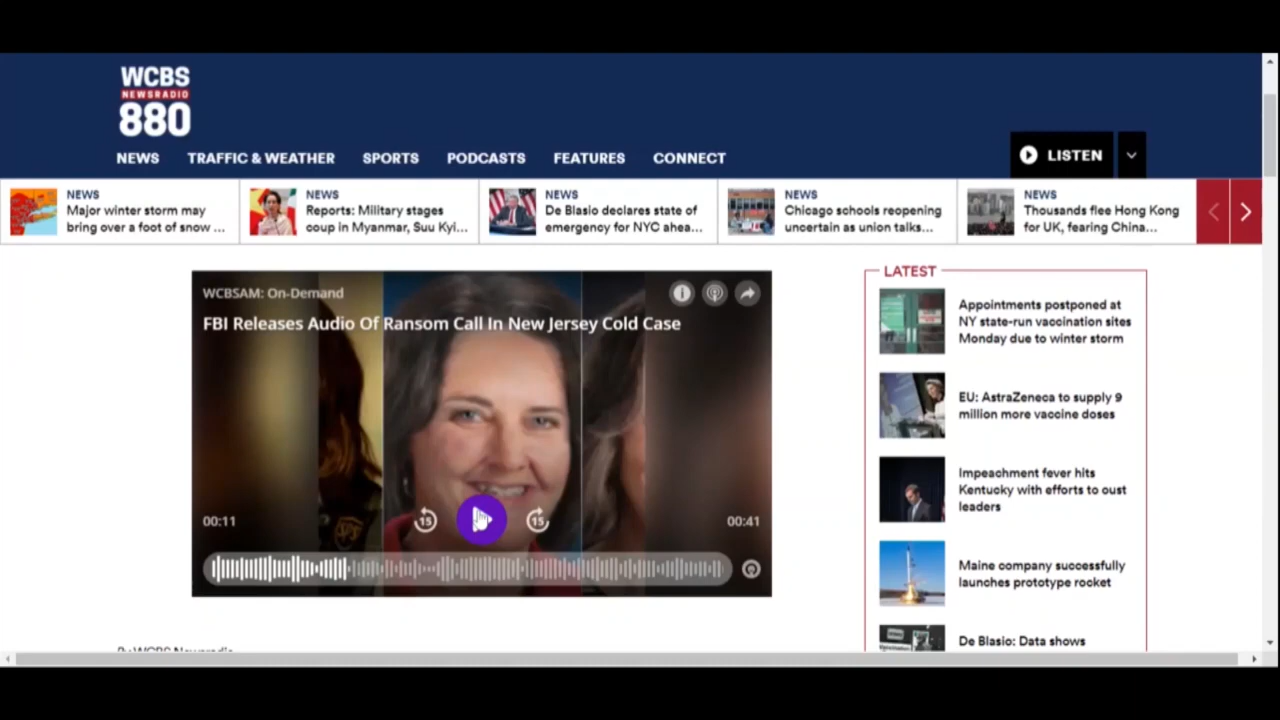 WCBS
NEWSRADIO
880
NEWS TRAFFIC & WEATHER SPORTS PODCASTS FEATURES CONNECT
LISTEN
NEWS
Major winter storm may
bring over a foot of snow ...
NEWS
Reports: Military stages
coup in Myanmar, Suu Kyi...
NEWS
De Blasio declares state of
emergency for NYC ahea...
NEWS
Chicago schools reopening
uncertain as union talks...
NEWS
Thousands flee Hong Kong
for UK, fearing China...
WCBSAM: On-Demand
FBI Releases Audio Of Ransom Call In New Jersey Cold Case
00:11
15
15
00:41
By WCBS Newsradio
LATEST
Appointments postponed at
NY state-run vaccination sites
Monday due to winter storm
EU: AstraZeneca to supply 9
million more vaccine doses
Impeachment fever hits
Kentucky with efforts to oust
leaders
Maine company successfully
launches prototype rocket
De Blasio: Data shows